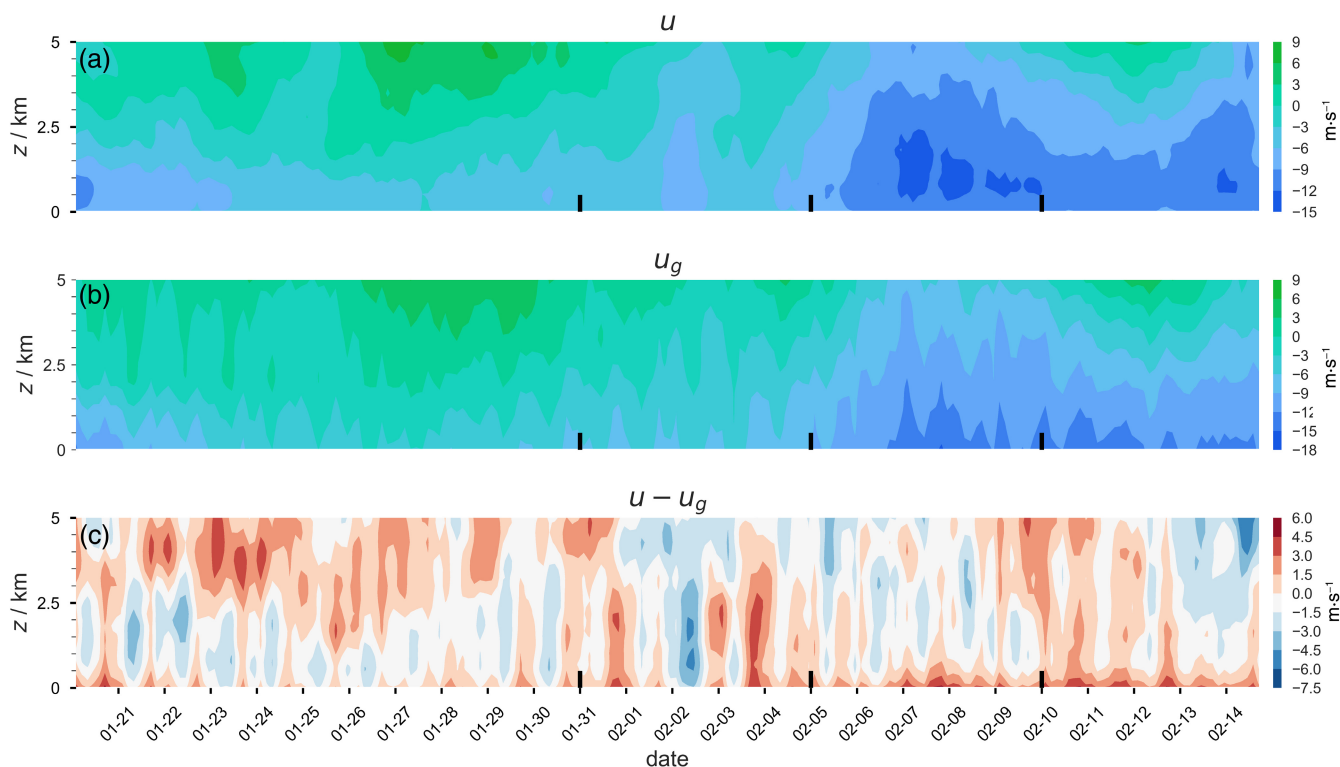 u
(a)
5
2.5
0
z / km
9
6
3
0
−3
−6
−9
−12
−15
m·s⁻¹
u_g
(b)
5
2.5
0
z / km
9
6
3
0
−3
−6
−9
−12
−15
−18
m·s⁻¹
u − u_g
(c)
5
2.5
0
z / km
6.0
4.5
3.0
1.5
0.0
−1.5
−3.0
−4.5
−6.0
−7.5
m·s⁻¹
01-21 01-22 01-23 01-24 01-25 01-26 01-27 01-28 01-29 01-30 01-31 02-01 02-02 02-03 02-04 02-05 02-06 02-07 02-08 02-09 02-10 02-11 02-12 02-13 02-14
date